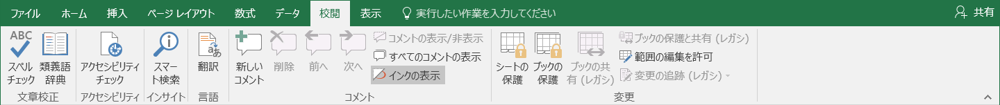 ファイル ホーム 挿入 ページ レイアウト 数式 データ 校閲 表示 実行したい作業を入力してください 共有
ABC
スペル
チェック
類義語
辞典
文章校正
アクセシビリティ
チェック
アクセシビリティ
スマー
ト検索
インサイト
a
あ
翻訳
言語
新しい
コメント
削除
前へ
次へ
コメントの表示/非表示
すべてのコメントの表示
インクの表示
コメント
シートの
保護
ブックの
保護
ブックの共
有 (レガシ)
ブックの保護と共有 (レガシ)
範囲の編集を許可
変更の追跡 (レガシ)
変更